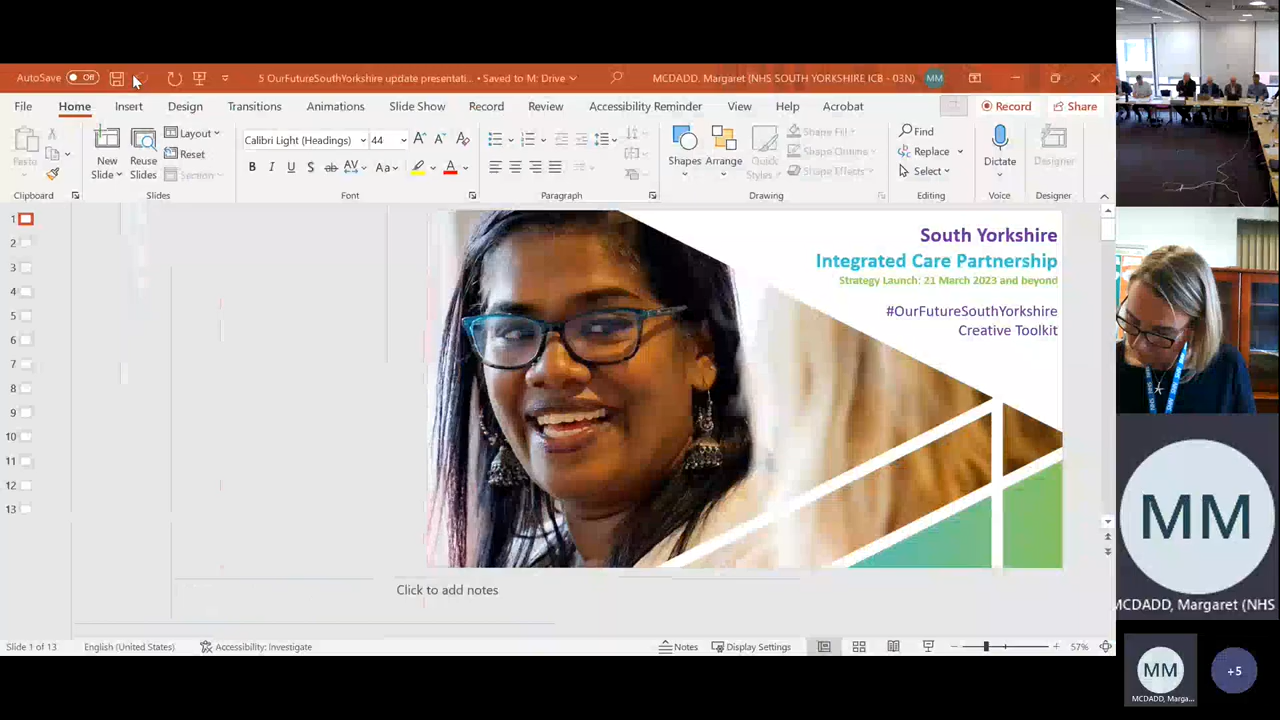 AutoSave Off 5 OurFutureSouthYorkshire update presentati... • Saved to M: Drive MCDADD, Margaret (NHS SOUTH YORKSHIRE ICB - 03N) MM
File Home Insert Design Transitions Animations Slide Show Record Review View Accessibility Reminder Help Acrobat Record Share
Paste New Slide Reuse Slides Layout Reset Section
Calibri Light (Headings) 44
B I U S ab AV Aa A
Shapes Arrange Quick Styles Shape Fill Shape Outline Shape Effects
Find Replace Select Dictate Designer
Clipboard Slides Font Paragraph Drawing Editing Voice Designer
South Yorkshire
Integrated Care Partnership
Strategy Launch: 21 March 2023 and beyond
#OurFutureSouthYorkshire
Creative Toolkit
1
2
3
4
5
6
7
8
9
10
11
12
13
Click to add notes
Slide 1 of 13 English (United States) Accessibility: Investigate Notes Display Settings 57%
MM
MCDADD, Margaret (NHS
MM
MCDADD, Marga...
+5